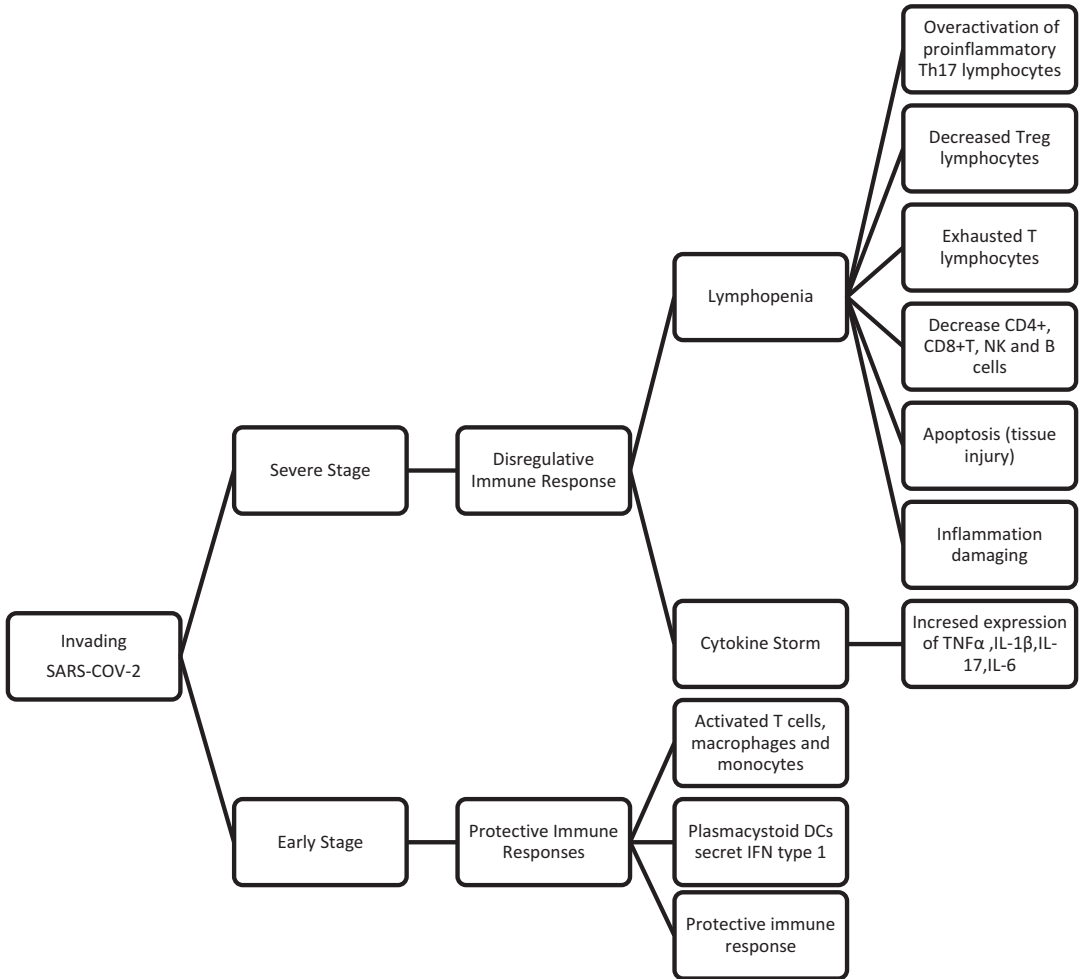 Overactivation of
proinflammatory
Th17 lymphocytes
Decreased Treg
lymphocytes
Exhausted T
lymphocytes
Lymphopenia
Decrease CD4+,
CD8+T, NK and B
cells
Apoptosis (tissue
injury)
Severe Stage
Disregulative
Immune Response
Inflammation
damaging
Invading
SARS-COV-2
Cytokine Storm
Incresed expression
of TNFα ,IL-1β,IL-
17,IL-6
Activated T cells,
macrophages and
monocytes
Early Stage
Protective Immune
Responses
Plasmacystoid DCs
secret IFN type 1
Protective immune
response